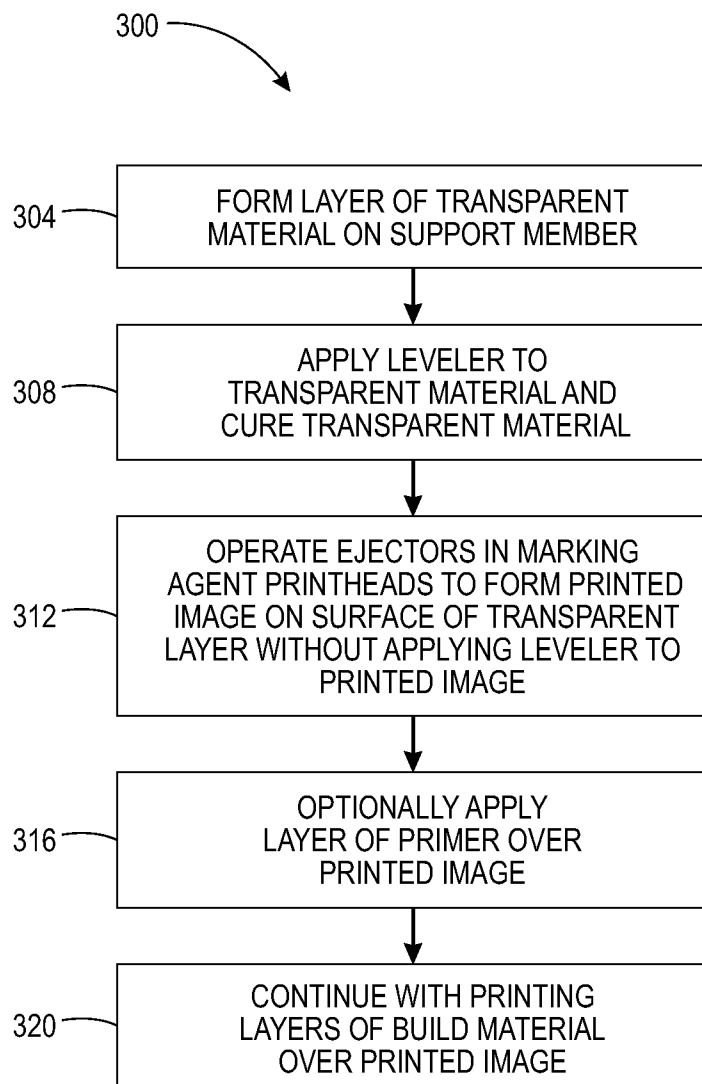 300
304
FORM LAYER OF TRANSPARENT
MATERIAL ON SUPPORT MEMBER
308
APPLY LEVELER TO
TRANSPARENT MATERIAL AND
CURE TRANSPARENT MATERIAL
312
OPERATE EJECTORS IN MARKING
AGENT PRINTHEADS TO FORM PRINTED
IMAGE ON SURFACE OF TRANSPARENT
LAYER WITHOUT APPLYING LEVELER TO
PRINTED IMAGE
316
OPTIONALLY APPLY
LAYER OF PRIMER OVER
PRINTED IMAGE
320
CONTINUE WITH PRINTING
LAYERS OF BUILD MATERIAL
OVER PRINTED IMAGE